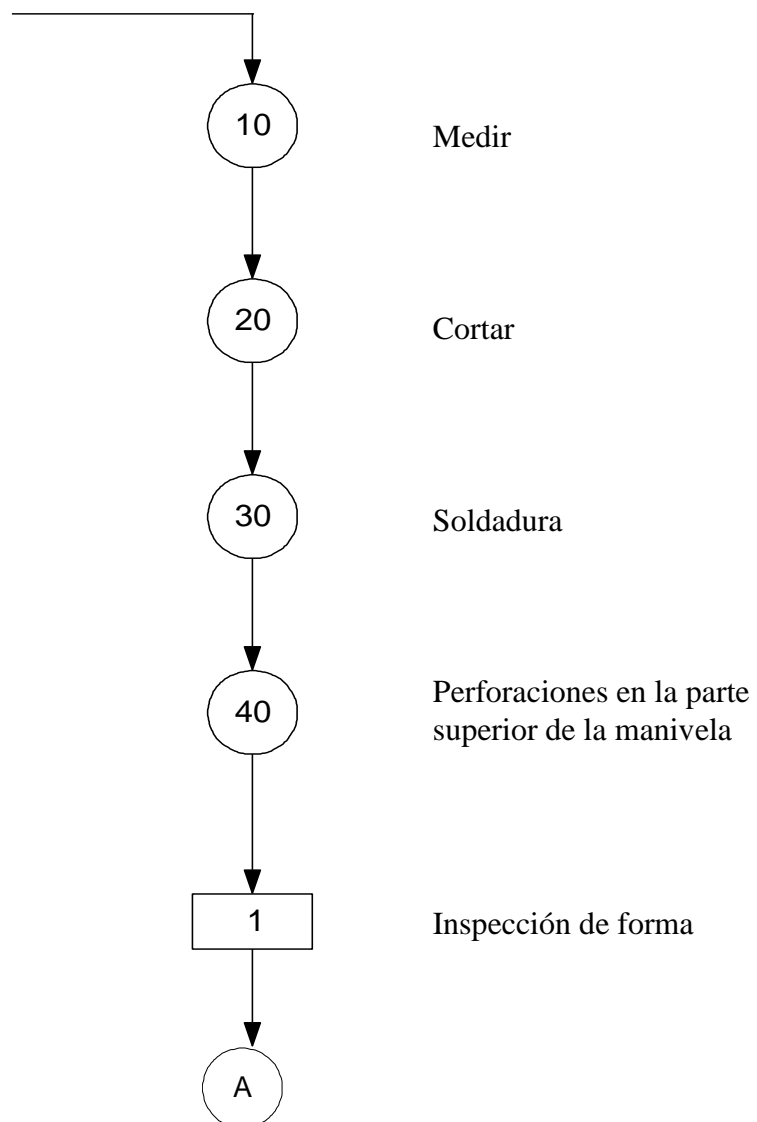 10
Medir
20
Cortar
30
Soldadura
40
Perforaciones en la parte
superior de la manivela
1
Inspección de forma
A